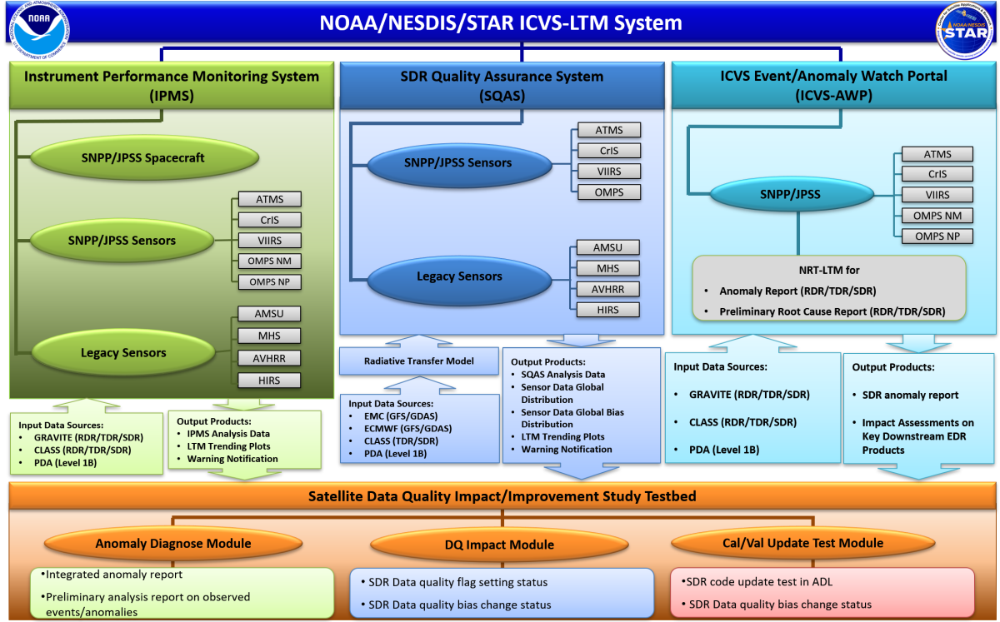 NOAA/NESDIS/STAR ICVS-LTM System
NOAA
NOAA/NESDIS
STAR
Instrument Performance Monitoring System
(IPMS)
SNPP/JPSS Spacecraft
SNPP/JPSS Sensors
ATMS
CrIS
VIIRS
OMPS NM
OMPS NP
Legacy Sensors
AMSU
MHS
AVHRR
HIRS
Input Data Sources:
• GRAVITE (RDR/TDR/SDR)
• CLASS (RDR/TDR/SDR)
• PDA (Level 1B)
Output Products:
• IPMS Analysis Data
• LTM Trending Plots
• Warning Notification
SDR Quality Assurance System
(SQAS)
SNPP/JPSS Sensors
ATMS
CrIS
VIIRS
OMPS
Legacy Sensors
AMSU
MHS
AVHRR
HIRS
Radiative Transfer Model
Input Data Sources:
• EMC (GFS/GDAS)
• ECMWF (GFS/GDAS)
• CLASS (TDR/SDR)
• PDA (Level 1B)
Output Products:
• SQAS Analysis Data
• Sensor Data Global
Distribution
• Sensor Data Global Bias
Distribution
• LTM Trending Plots
• Warning Notification
ICVS Event/Anomaly Watch Portal
(ICVS-AWP)
SNPP/JPSS
ATMS
CrIS
VIIRS
OMPS NM
OMPS NP
NRT-LTM for
• Anomaly Report (RDR/TDR/SDR)
• Preliminary Root Cause Report (RDR/TDR/SDR)
Input Data Sources:
• GRAVITE (RDR/TDR/SDR)
• CLASS (RDR/TDR/SDR)
• PDA (Level 1B)
Output Products:
• SDR anomaly report
• Impact Assessments on
Key Downstream EDR
Products
Satellite Data Quality Impact/Improvement Study Testbed
Anomaly Diagnose Module
•Integrated anomaly report
•Preliminary analysis report on observed
events/anomalies
DQ Impact Module
• SDR Data quality flag setting status
• SDR Data quality bias change status
Cal/Val Update Test Module
•SDR code update test in ADL
• SDR Data quality bias change status